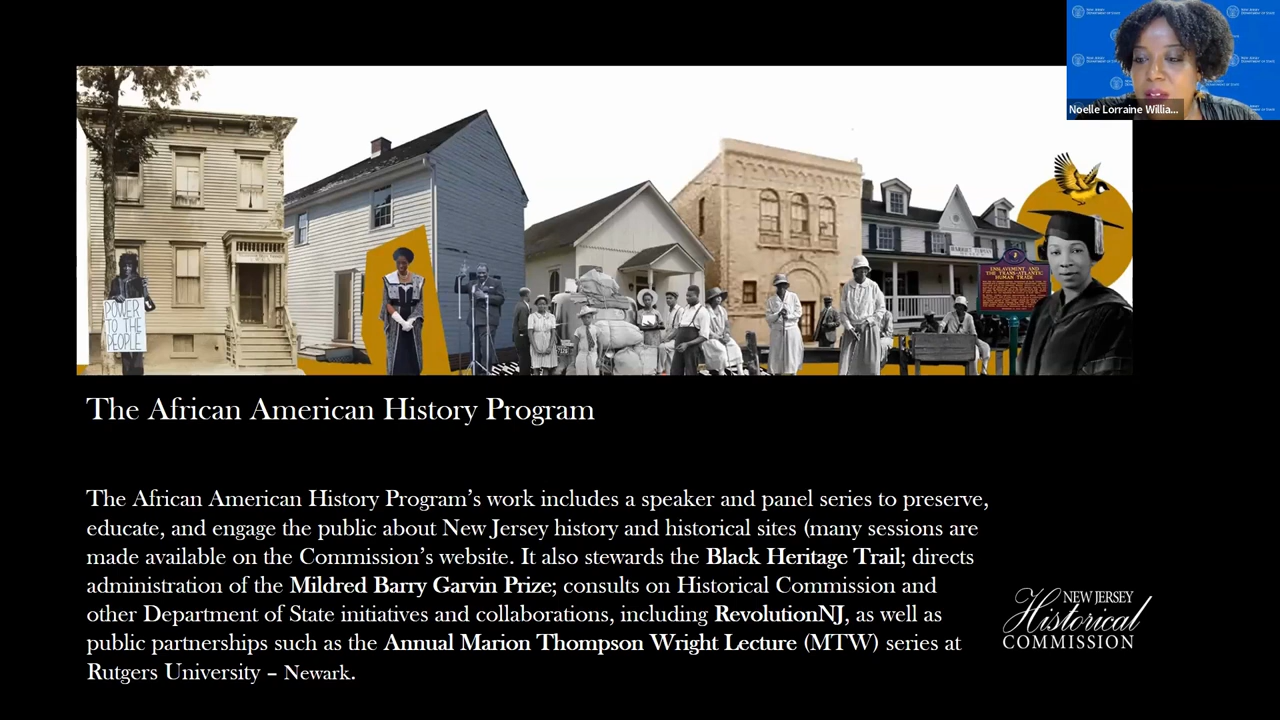 Noelle Lorraine Willia...
POWER
TO THE
PEOPLE
ENSLAVEMENT AND
THE TRANS-ATLANTIC
HUMAN TRADE
The African American History Program
The African American History Program's work includes a speaker and panel series to preserve,
educate, and engage the public about New Jersey history and historical sites (many sessions are
made available on the Commission's website. It also stewards the Black Heritage Trail; directs
administration of the Mildred Barry Garvin Prize; consults on Historical Commission and
other Department of State initiatives and collaborations, including RevolutionNJ, as well as
public partnerships such as the Annual Marion Thompson Wright Lecture (MTW) series at
Rutgers University – Newark.
NEW JERSEY
Historical
COMMISSION